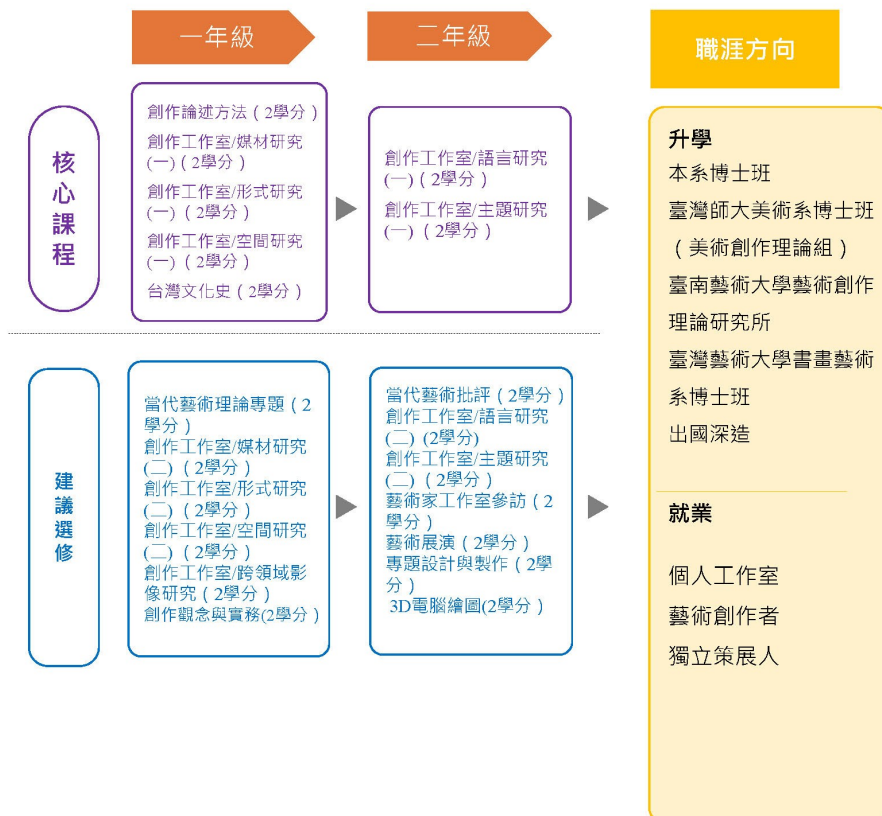 一年級
二年級
職涯方向
核
心
課
程
創作論述方法（2學分）
創作工作室/媒材研究
(一)（2學分）
創作工作室/形式研究
(一)（2學分）
創作工作室/空間研究
(一)（2學分）
台灣文化史（2學分）
創作工作室/語言研究
(一)（2學分）
創作工作室/主題研究
(一)（2學分）
建
議
選
修
當代藝術理論專題（2
學分）
創作工作室/媒材研究
(二)（2學分）
創作工作室/形式研究
(二)（2學分）
創作工作室/空間研究
(二)（2學分）
創作工作室/跨領域影
像研究（2學分）
創作觀念與實務(2學分）
當代藝術批評（2學分）
創作工作室/語言研究
(二) (2學分)
創作工作室/主題研究
(二)（2學分）
藝術家工作室參訪（2
學分）
藝術展演（2學分）
專題設計與製作（2學
分）
3D電腦繪圖(2學分）
升學
本系博士班
臺灣師大美術系博士班
（美術創作理論組）
臺南藝術大學藝術創作
理論研究所
臺灣藝術大學書畫藝術
系博士班
出國深造
就業
個人工作室
藝術創作者
獨立策展人